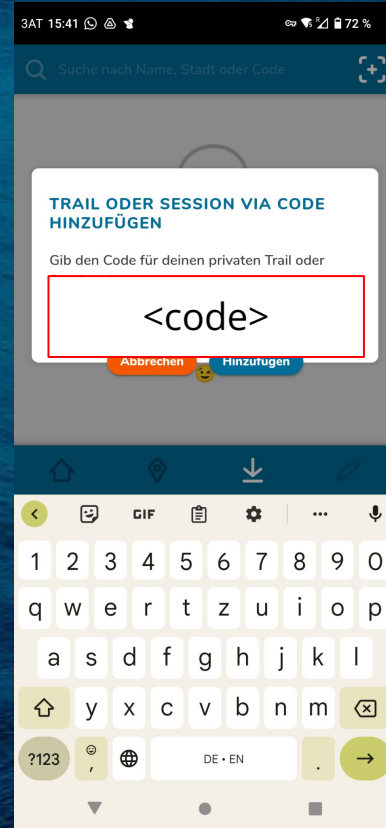 3AT 15:41 72 %
Suche nach Name, Stadt oder Code
TRAIL ODER SESSION VIA CODE
HINZUFÜGEN
Gib den Code für deinen privaten Trail oder
<code>
Abbrechen Hinzufügen
GIF
1 2 3 4 5 6 7 8 9 0
q w e r t z u i o p
a s d f g h j k l
y x c v b n m
?123 , DE • EN .